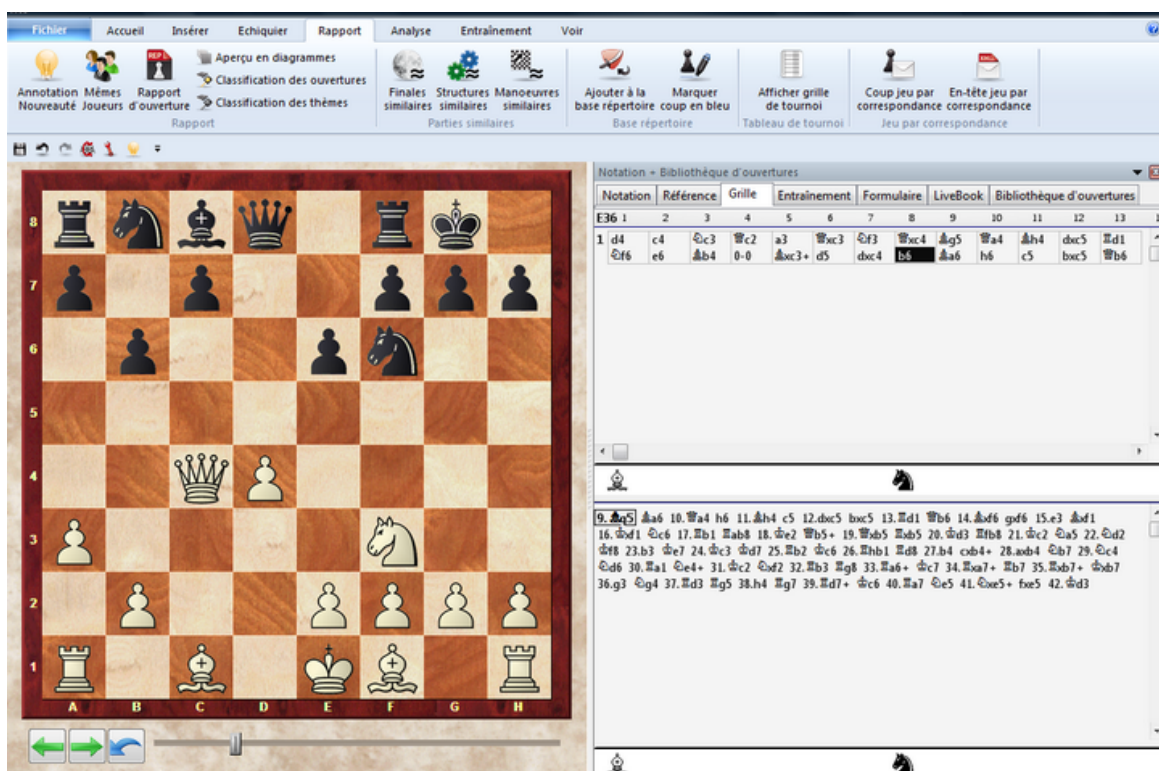 Fichier Accueil Insérer Echiquier Rapport Analyse Entraînement Voir
Annotation Nouveauté
Mêmes Joueurs
Rapport d'ouverture
Aperçu en diagrammes
Classification des ouvertures
Classification des thèmes
Rapport
Finales similaires
Structures similaires
Manoeuvres similaires
Parties similaires
Ajouter à la base répertoire
Marquer coup en bleu
Base répertoire
Afficher grille de tournoi
Tableau de tournoi
Coup jeu par correspondance
En-tête jeu par correspondance
Jeu par correspondance
Notation + Bibliothèque d'ouvertures
Notation Référence Grille Entraînement Formulaire LiveBook Bibliothèque d'ouvertures
E36 1 2 3 4 5 6 7 8 9 10 11 12 13
1 d4 c4 ♘c3 ♕c2 a3 ♕xc3 ♘f3 ♕xc4 ♗g5 ♕a4 ♗h4 dxc5 ♖d1
♘f6 e6 ♗b4 0-0 ♗xc3+ d5 dxc4 b6 ♗a6 h6 c5 bxc5 ♕b6
9.♗g5 ♗a6 10.♕a4 h6 11.♗h4 c5 12.dxc5 bxc5 13.♖d1 ♕b6 14.♗xf6 gxf6 15.e3 ♗xf1
16.♔xf1 ♘c6 17.♖b1 ♖ab8 18.♔e2 ♕b5+ 19.♕xb5 ♖xb5 20.♔d3 ♖fb8 21.♔c2 ♘a5 22.♘d2
♔f8 23.b3 ♔e7 24.♔c3 ♔d7 25.♖b2 ♔c6 26.♖hb1 ♖d8 27.b4 cxb4+ 28.axb4 ♘b7 29.♘c4
♘d6 30.♖a1 ♘e4+ 31.♔c2 ♘xf2 32.♖b3 ♖g8 33.♖a6+ ♔c7 34.♖xa7+ ♖b7 35.♖xb7+ ♔xb7
36.g3 ♘g4 37.♖d3 ♖g5 38.h4 ♖g7 39.♖d7+ ♔c6 40.♖a7 ♘e5 41.♘xe5+ fxe5 42.♔d3
8
7
6
5
4
3
2
1
A B C D E F G H